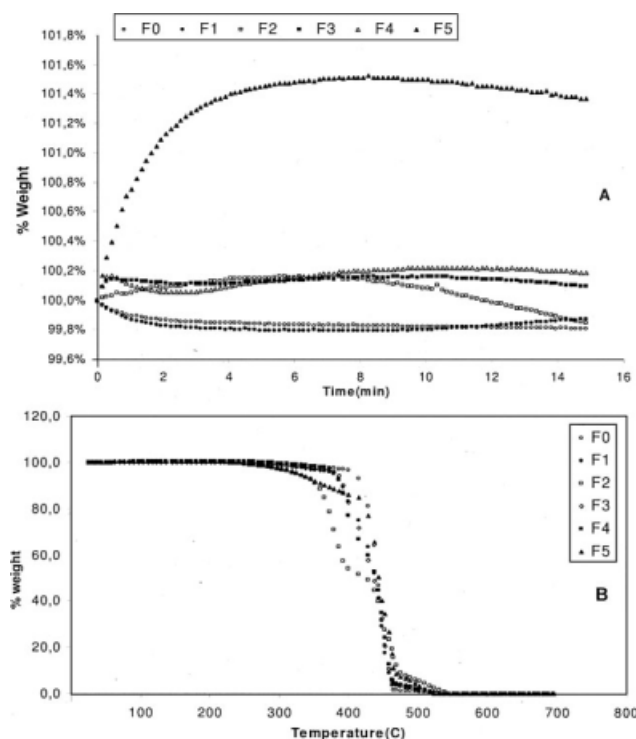 F0 F1 F2 F3 F4 F5
101,8%
101,6%
101,4%
101,2%
101,0%
100,8%
100,6%
100,4%
100,2%
100,0%
99,8%
99,6%
% Weight
A
0 2 4 6 8 10 12 14 16
Time(min)
120,0
100,0
80,0
60,0
40,0
20,0
0,0
% weight
F0
F1
F2
F3
F4
F5
B
100 200 300 400 500 600 700 800
Temperature(C)